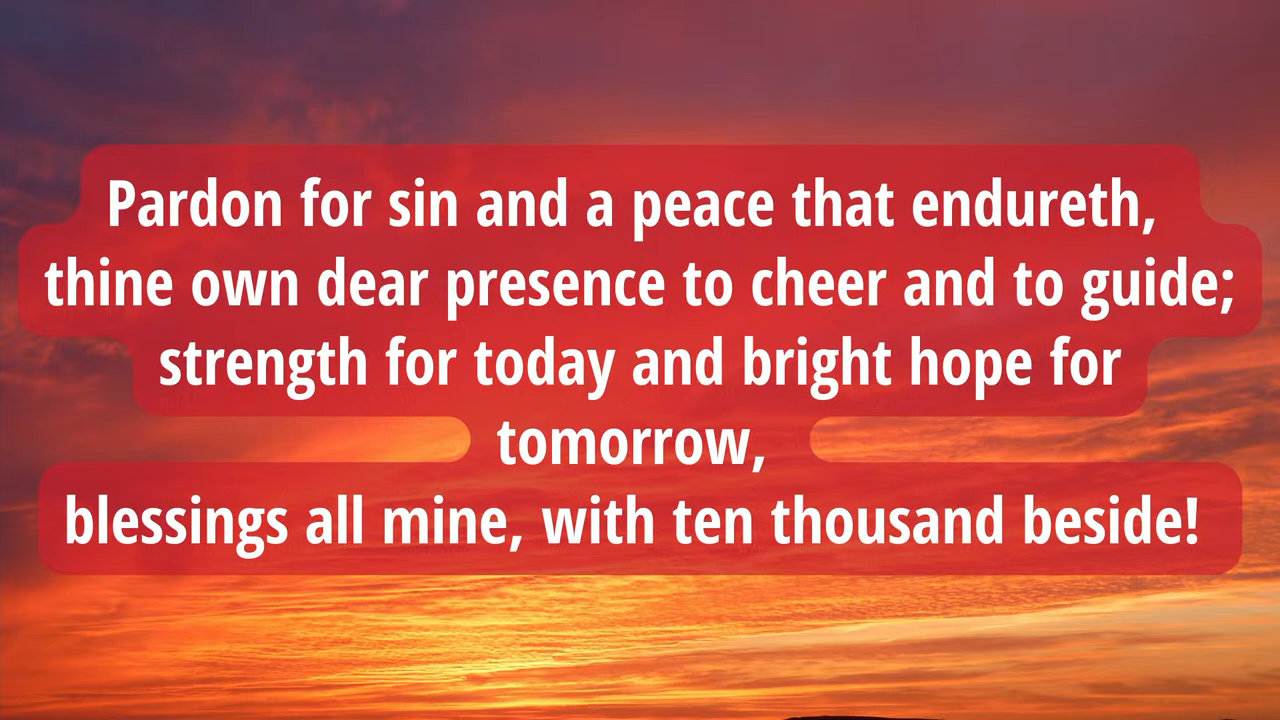 Pardon for sin and a peace that endureth,
thine own dear presence to cheer and to guide;
strength for today and bright hope for
tomorrow,
blessings all mine, with ten thousand beside!